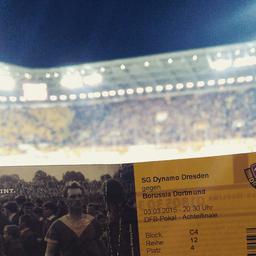 INT.
SG Dynamo Dresden
gegen
Borussia Dortmund
03.03.2015 - 20:30 Uhr
DFB-Pokal - Achtelfinale
Block C4
Reihe 12
Platz 4